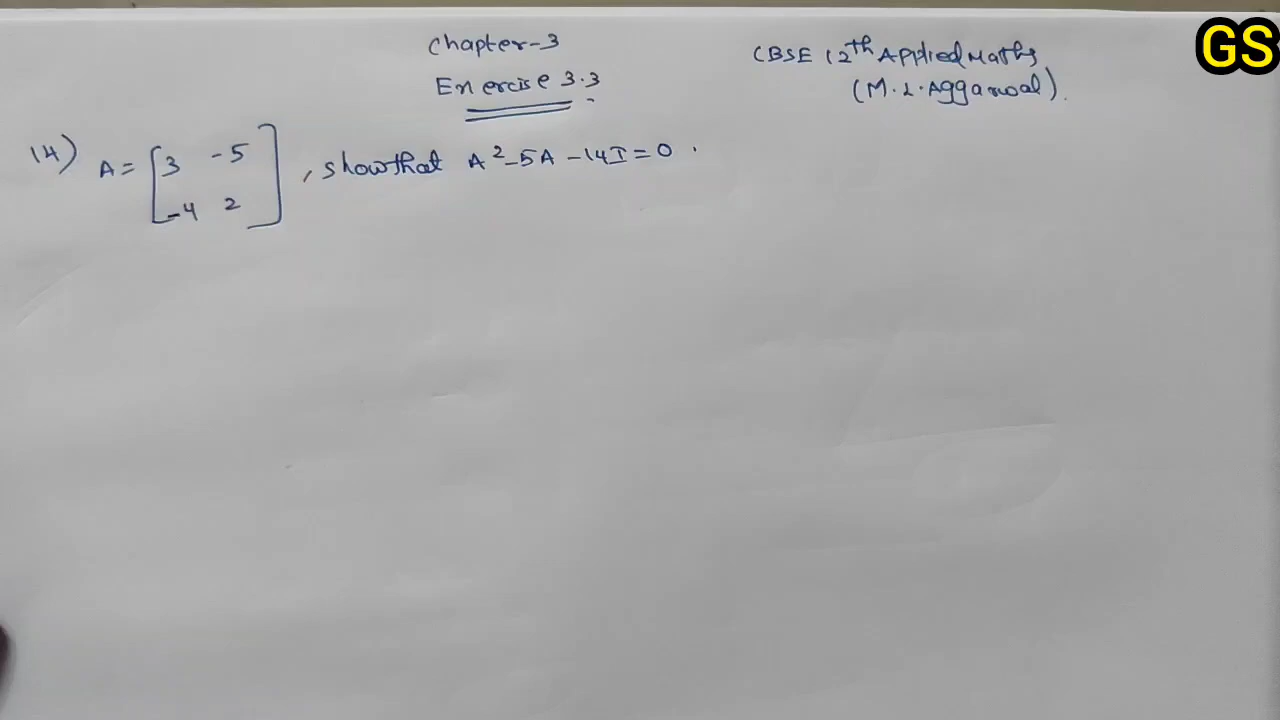 Chapter-3
Exercise 3.3
CBSE 12th Applied Maths
(M.L.Aggarwal).
GS
14) A = [3 -5
-4 2] , show that A²-5A-14I=0.